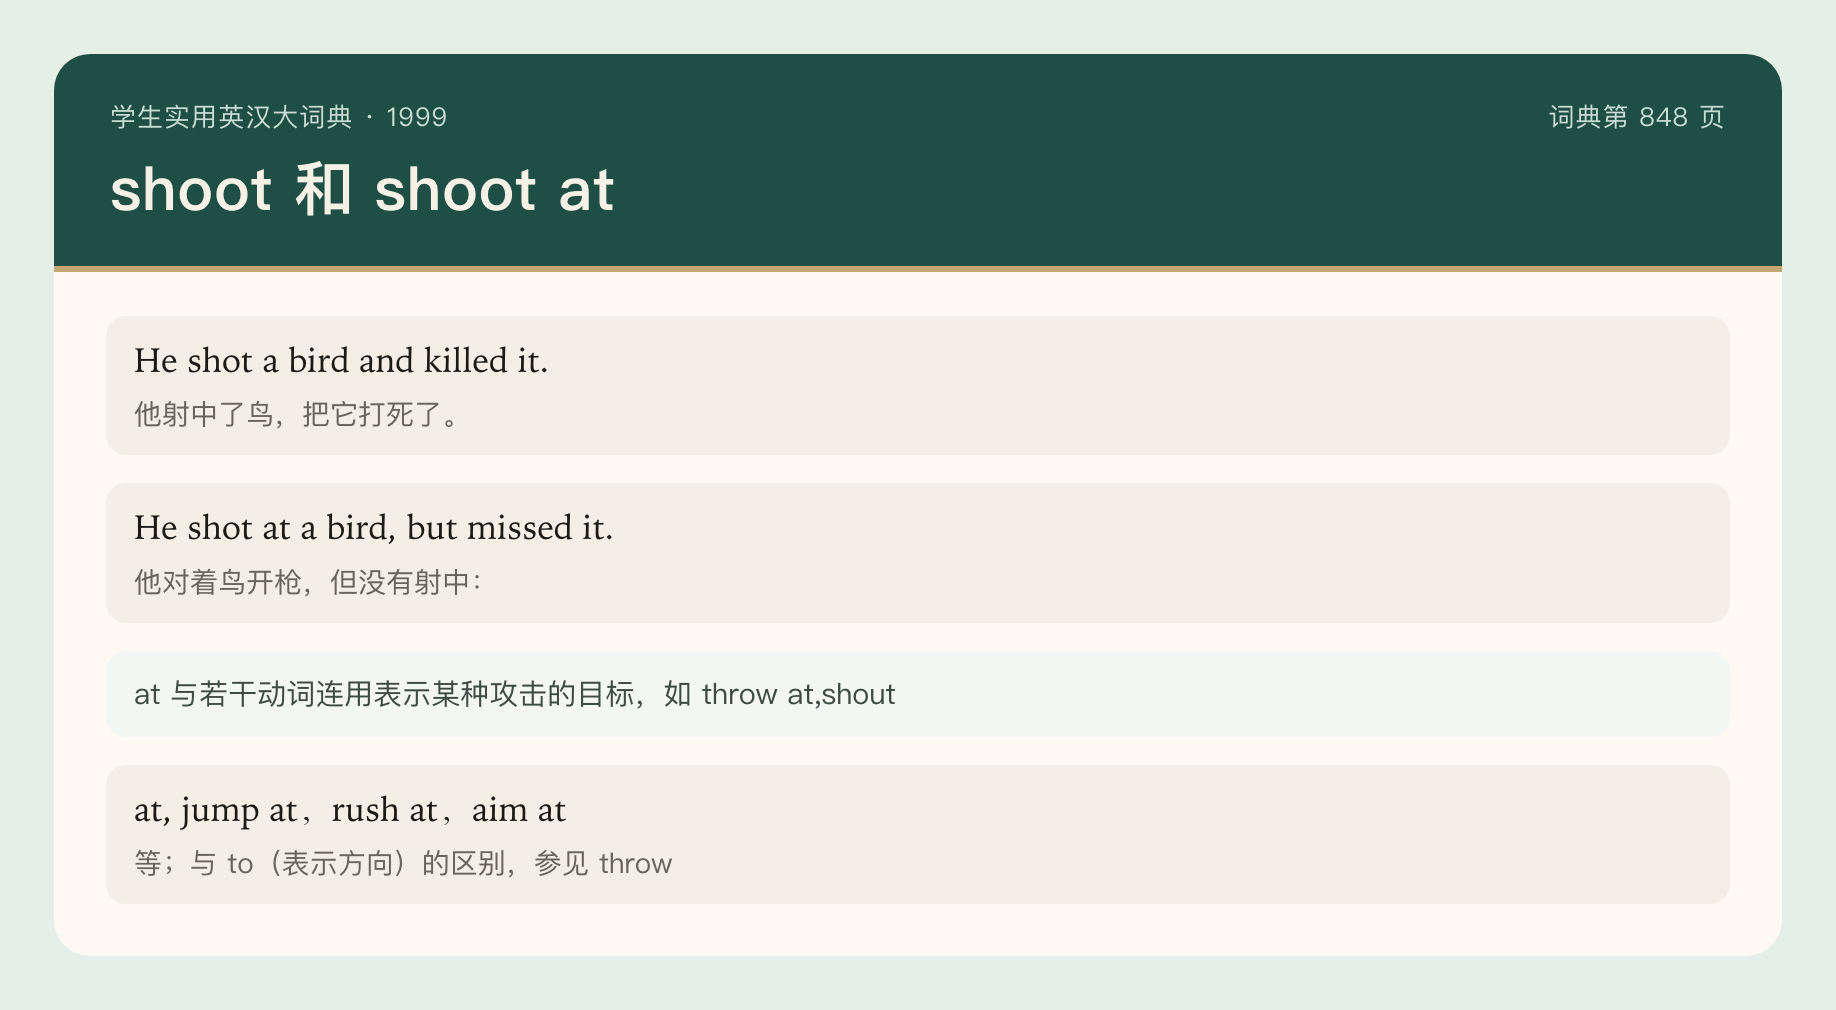 学生实用英汉大词典 · 1999
词典第 848 页
shoot 和 shoot at
He shot a bird and killed it.
他射中了鸟，把它打死了。
He shot at a bird, but missed it.
他对着鸟开枪，但没有射中：
at 与若干动词连用表示某种攻击的目标，如 throw at,shout
at, jump at，rush at，aim at
等；与 to（表示方向）的区别，参见 throw